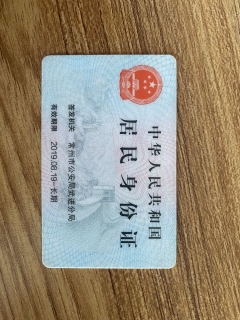 中华人民共和国
居民身份证
签发机关 常州市公安局武进分局
有效期限 2019.08.19-长期